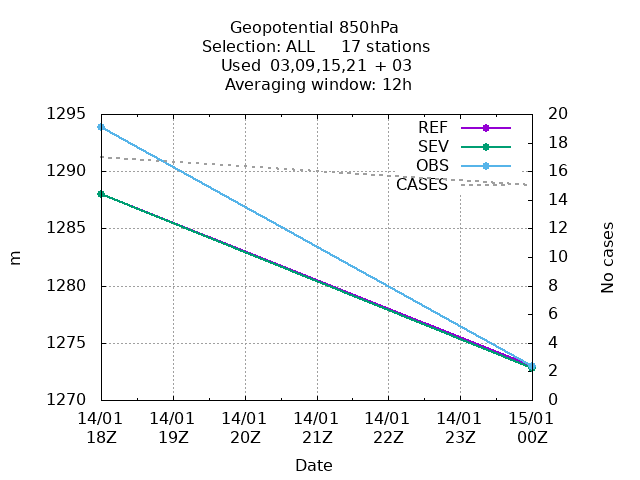 Geopotential 850hPa
Selection: ALL     17 stations
Used  03,09,15,21  + 03
Averaging window: 12h
1295
1290
1285
1280
1275
1270
m
20
18
16
14
12
10
8
6
4
2
0
No cases
REF
SEV
OBS
CASES
14/01 14/01 14/01 14/01 14/01 14/01 15/01
18Z 19Z 20Z 21Z 22Z 23Z 00Z
Date